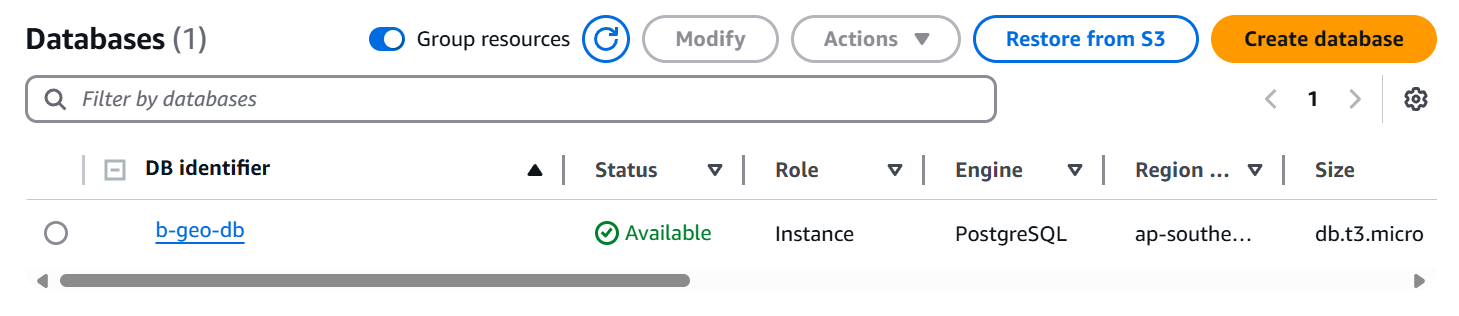 Databases (1) Group resources Modify Actions Restore from S3 Create database
Filter by databases 1
DB identifier Status Role Engine Region ... Size
b-geo-db Available Instance PostgreSQL ap-southe... db.t3.micro